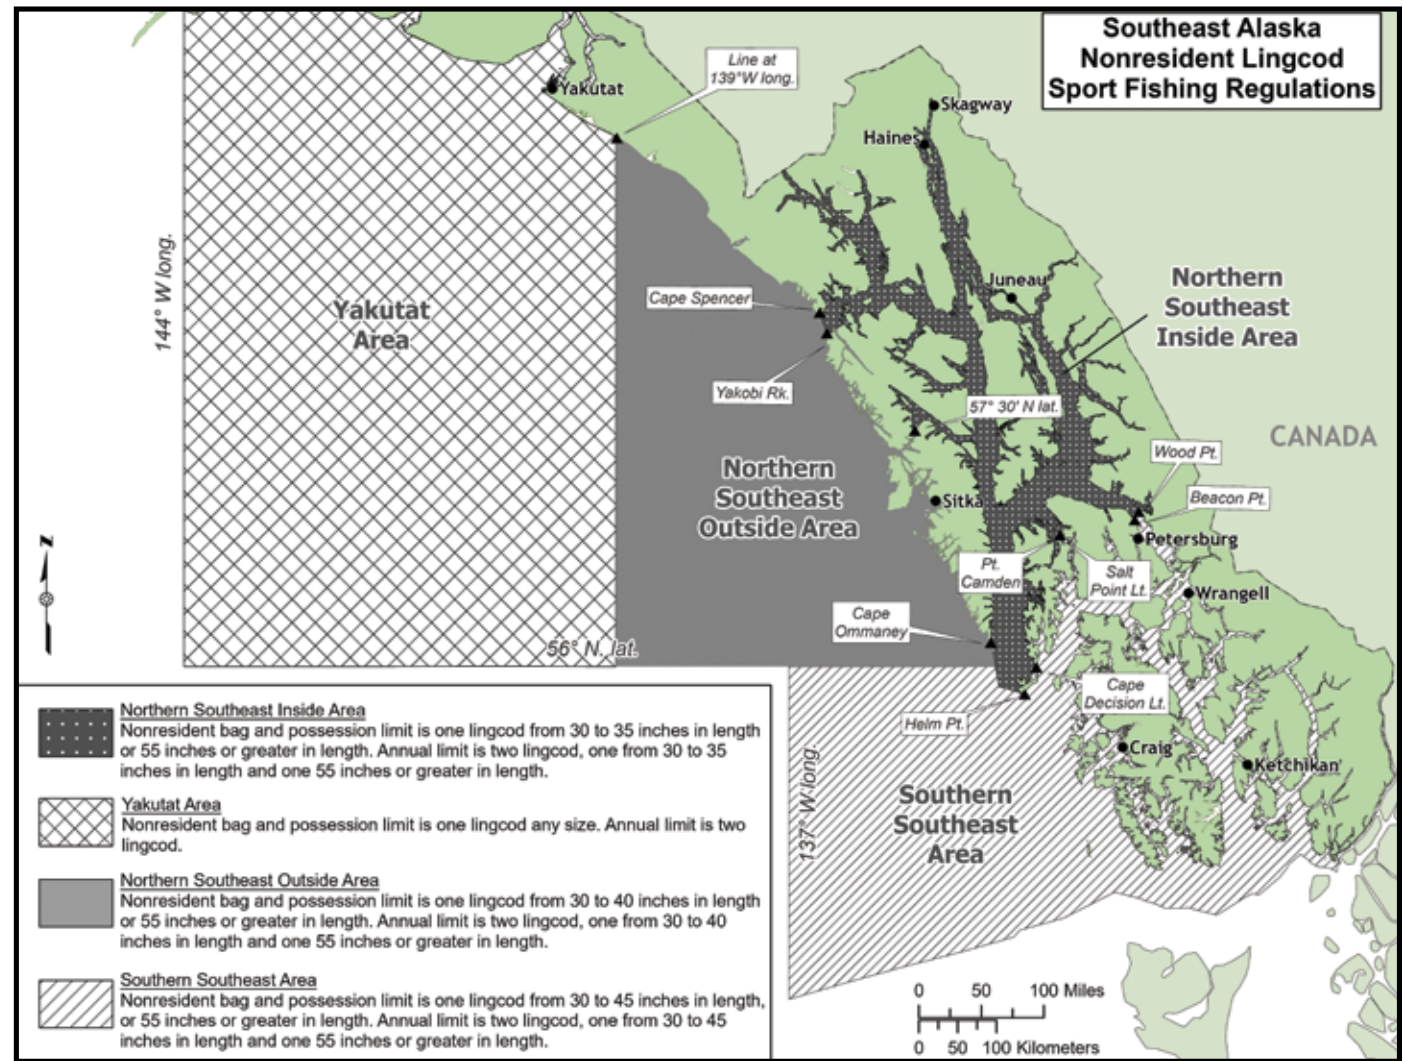 Southeast Alaska
Nonresident Lingcod
Sport Fishing Regulations
Line at
139°W long.
Yakutat
Skagway
Haines
144° W long.
Yakutat
Area
Cape Spencer
Juneau
Northern
Southeast
Inside Area
Yakobi Rk.
57° 30' N lat.
CANADA
Wood Pt.
Northern
Southeast
Outside Area
Beacon Pt.
Sitka
Petersburg
Pt.
Camden
Salt
Point Lt.
Wrangell
Cape
Ommaney
N
56° N. lat.
Cape
Decision Lt.
Helm Pt.
Craig
Ketchikan
137° W long.
Southern
Southeast
Area
Northern Southeast Inside Area
Nonresident bag and possession limit is one lingcod from 30 to 35 inches in length
or 55 inches or greater in length. Annual limit is two lingcod, one from 30 to 35
inches in length and one 55 inches or greater in length.
Yakutat Area
Nonresident bag and possession limit is one lingcod any size. Annual limit is two
lingcod.
Northern Southeast Outside Area
Nonresident bag and possession limit is one lingcod from 30 to 40 inches in length
or 55 inches or greater in length. Annual limit is two lingcod, one from 30 to 40
inches in length and one 55 inches or greater in length.
Southern Southeast Area
Nonresident bag and possession limit is one lingcod from 30 to 45 inches in length,
or 55 inches or greater in length. Annual limit is two lingcod, one from 30 to 45
inches in length and one 55 inches or greater in length.
0 50 100 Miles
0 50 100 Kilometers